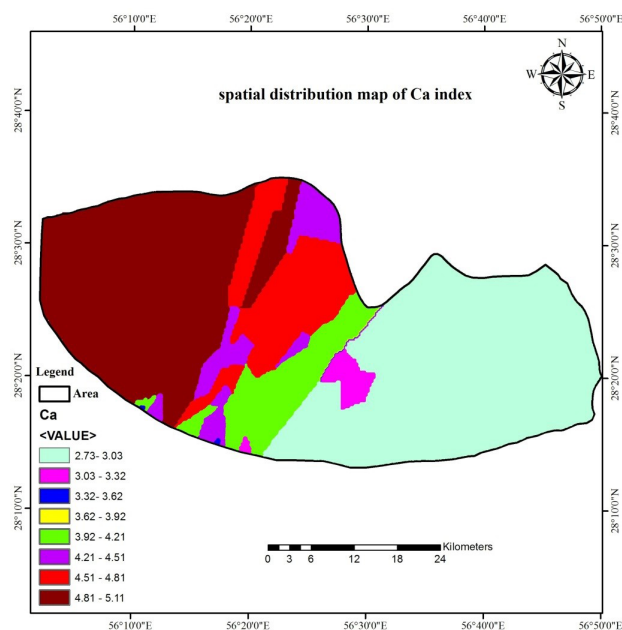 56°10'0"E 56°20'0"E 56°30'0"E 56°40'0"E 56°50'0"E
N
W E
S
spatial distribution map of Ca index
28°40'0"N 28°40'0"N
28°30'0"N 28°30'0"N
28°20'0"N 28°20'0"N
28°10'0"N 28°10'0"N
Legend
Area
Ca
<VALUE>
2.73- 3.03
3.03 - 3.32
3.32- 3.62
3.62 - 3.92
3.92 - 4.21
4.21 - 4.51
4.51 - 4.81
4.81 - 5.11
Kilometers
0 3 6 12 18 24
56°10'0"E 56°20'0"E 56°30'0"E 56°40'0"E 56°50'0"E